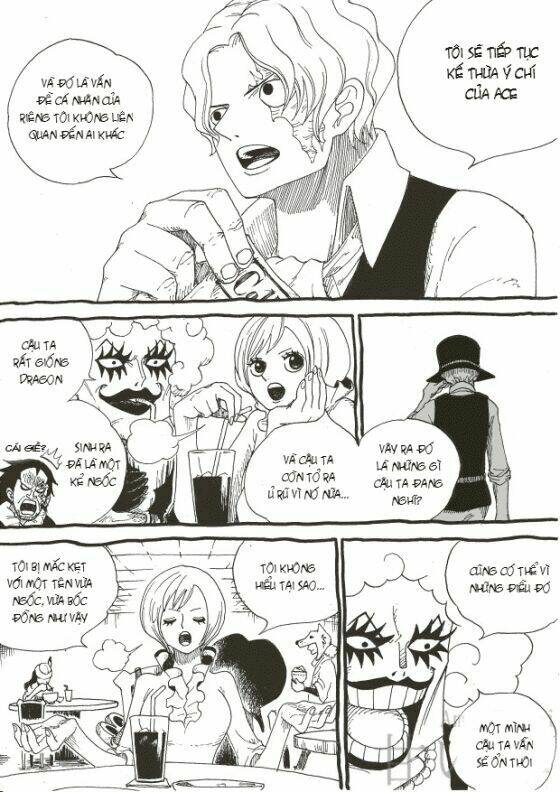 TÔI SẼ TIẾP TỤC
KẾ THỪA Ý CHÍ
CỦA ACE
VÀ ĐÓ LÀ VẤN
ĐỀ CÁ NHÂN CỦA
RIÊNG TÔI KHÔNG LIÊN
QUAN ĐẾN AI KHÁC
VẬY RA ĐÓ
LÀ NHỮNG GÌ
CẬU TA ĐANG
NGHĨ?
VÀ CẬU TA
CÒN TỎ RA
Ủ RŨ VÌ NÓ NỮA...
CẬU TA
RẤT GIỐNG
DRAGON
SINH RA
ĐÃ LÀ MỘT
KẺ NGỐC
CÁI GIỀ?
CŨNG CÓ THỂ VÌ
NHỮNG ĐIỀU ĐÓ
MỘT MÌNH
CẬU TA VẪN
SẼ ỔN THÔI
TÔI KHÔNG
HIỂU TẠI SAO...
TÔI BỊ MẮC KẸT
VỚI MỘT TÊN VỪA
NGỐC, VỪA BỐC
ĐỒNG NHƯ VẬY